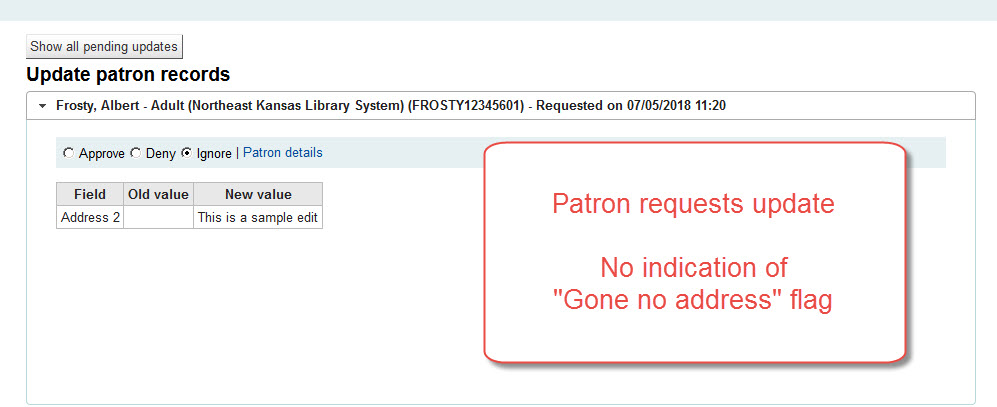 Show all pending updates
Update patron records
Frosty, Albert - Adult (Northeast Kansas Library System) (FROSTY12345601) - Requested on 07/05/2018 11:20
Approve Deny Ignore | Patron details
Field Old value New value
Address 2 This is a sample edit
Patron requests update
No indication of
"Gone no address" flag